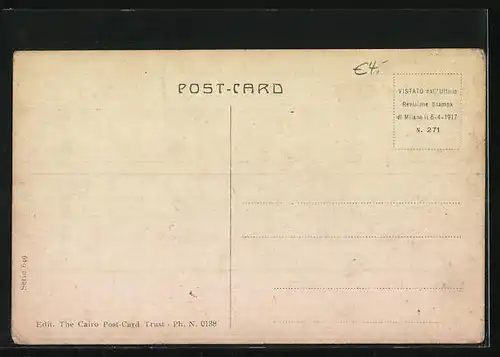 €4.-
POST-CARD
VISTATO dall'Ufficio
Revisione Stampa
di Milano il 6-4-1917
N. 271
Serie 649
Edit. The Cairo Post-Card Trust - Ph. N. 0138